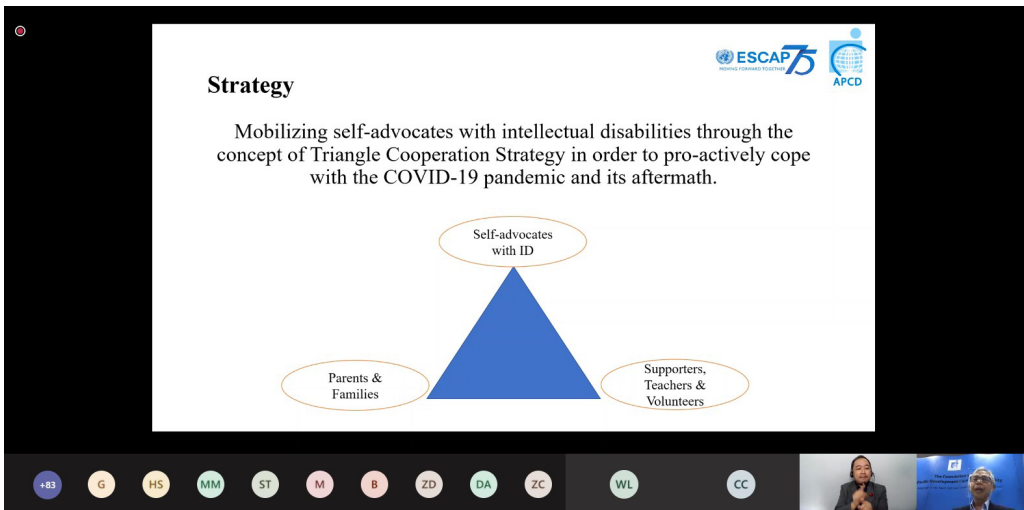 ESCAP 75
MOVING FORWARD TOGETHER
APCD
Strategy
Mobilizing self-advocates with intellectual disabilities through the
concept of Triangle Cooperation Strategy in order to pro-actively cope
with the COVID-19 pandemic and its aftermath.
Self-advocates
with ID
Parents &
Families
Supporters,
Teachers &
Volunteers
+83
G
HS
MM
ST
M
B
ZD
DA
ZC
WL
CC